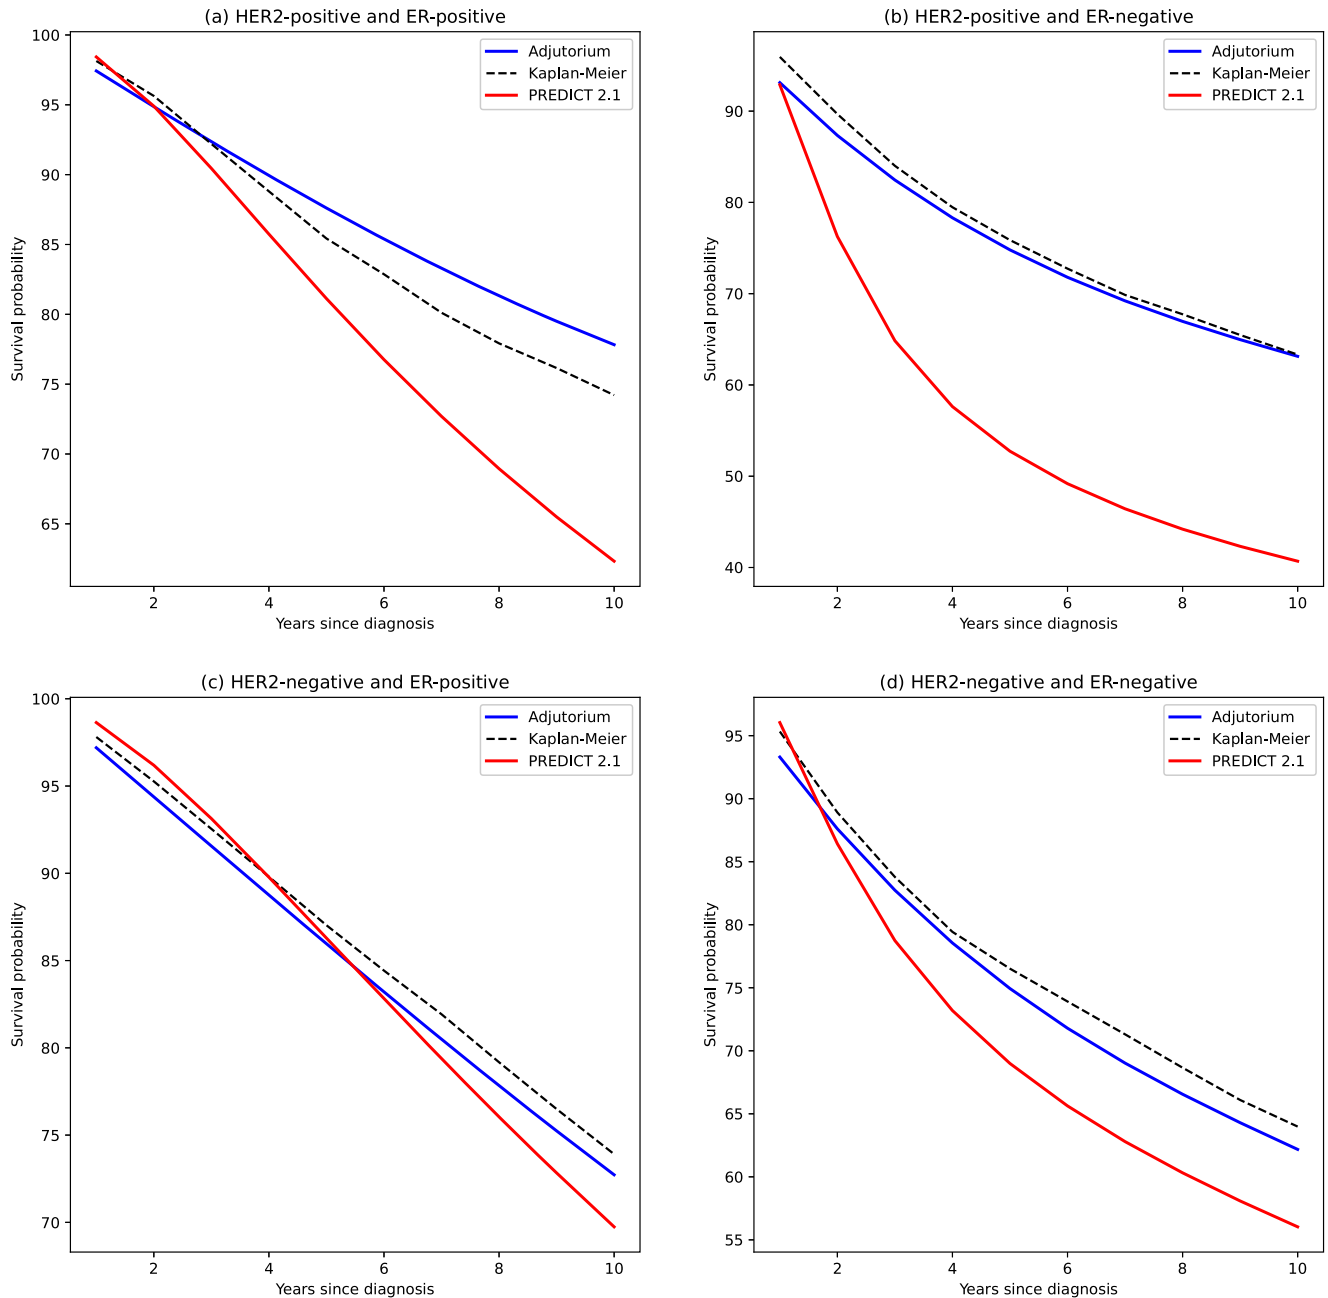 (a) HER2-positive and ER-positive
100
95
90
85
80
75
70
65
Survival probability
2
4
6
8
10
Years since diagnosis
Adjutorium
Kaplan-Meier
PREDICT 2.1
(b) HER2-positive and ER-negative
90
80
70
60
50
40
Survival probability
2
4
6
8
10
Years since diagnosis
Adjutorium
Kaplan-Meier
PREDICT 2.1
(c) HER2-negative and ER-positive
100
95
90
85
80
75
70
Survival probability
2
4
6
8
10
Years since diagnosis
Adjutorium
Kaplan-Meier
PREDICT 2.1
(d) HER2-negative and ER-negative
95
90
85
80
75
70
65
60
55
Survival probability
2
4
6
8
10
Years since diagnosis
Adjutorium
Kaplan-Meier
PREDICT 2.1